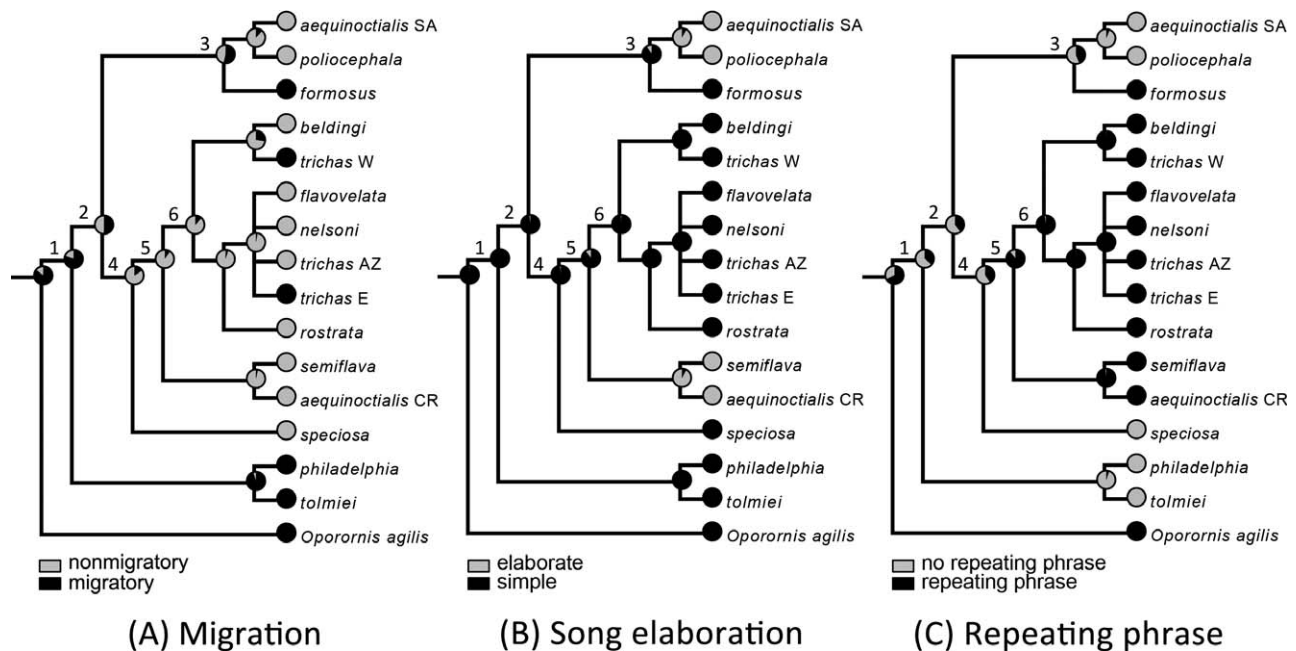 aequinoctialis SA
poliocephala
formosus
beldingi
trichas W
flavovelata
nelsoni
trichas AZ
trichas E
rostrata
semiflava
aequinoctialis CR
speciosa
philadelphia
tolmiei
Oporornis agilis
3
2
6
1
5
4
nonmigratory
migratory
(A) Migration
aequinoctialis SA
poliocephala
formosus
beldingi
trichas W
flavovelata
nelsoni
trichas AZ
trichas E
rostrata
semiflava
aequinoctialis CR
speciosa
philadelphia
tolmiei
Oporornis agilis
3
2
6
1
5
4
elaborate
simple
(B) Song elaboration
aequinoctialis SA
poliocephala
formosus
beldingi
trichas W
flavovelata
nelsoni
trichas AZ
trichas E
rostrata
semiflava
aequinoctialis CR
speciosa
philadelphia
tolmiei
Oporornis agilis
3
2
6
1
5
4
no repeating phrase
repeating phrase
(C) Repeating phrase